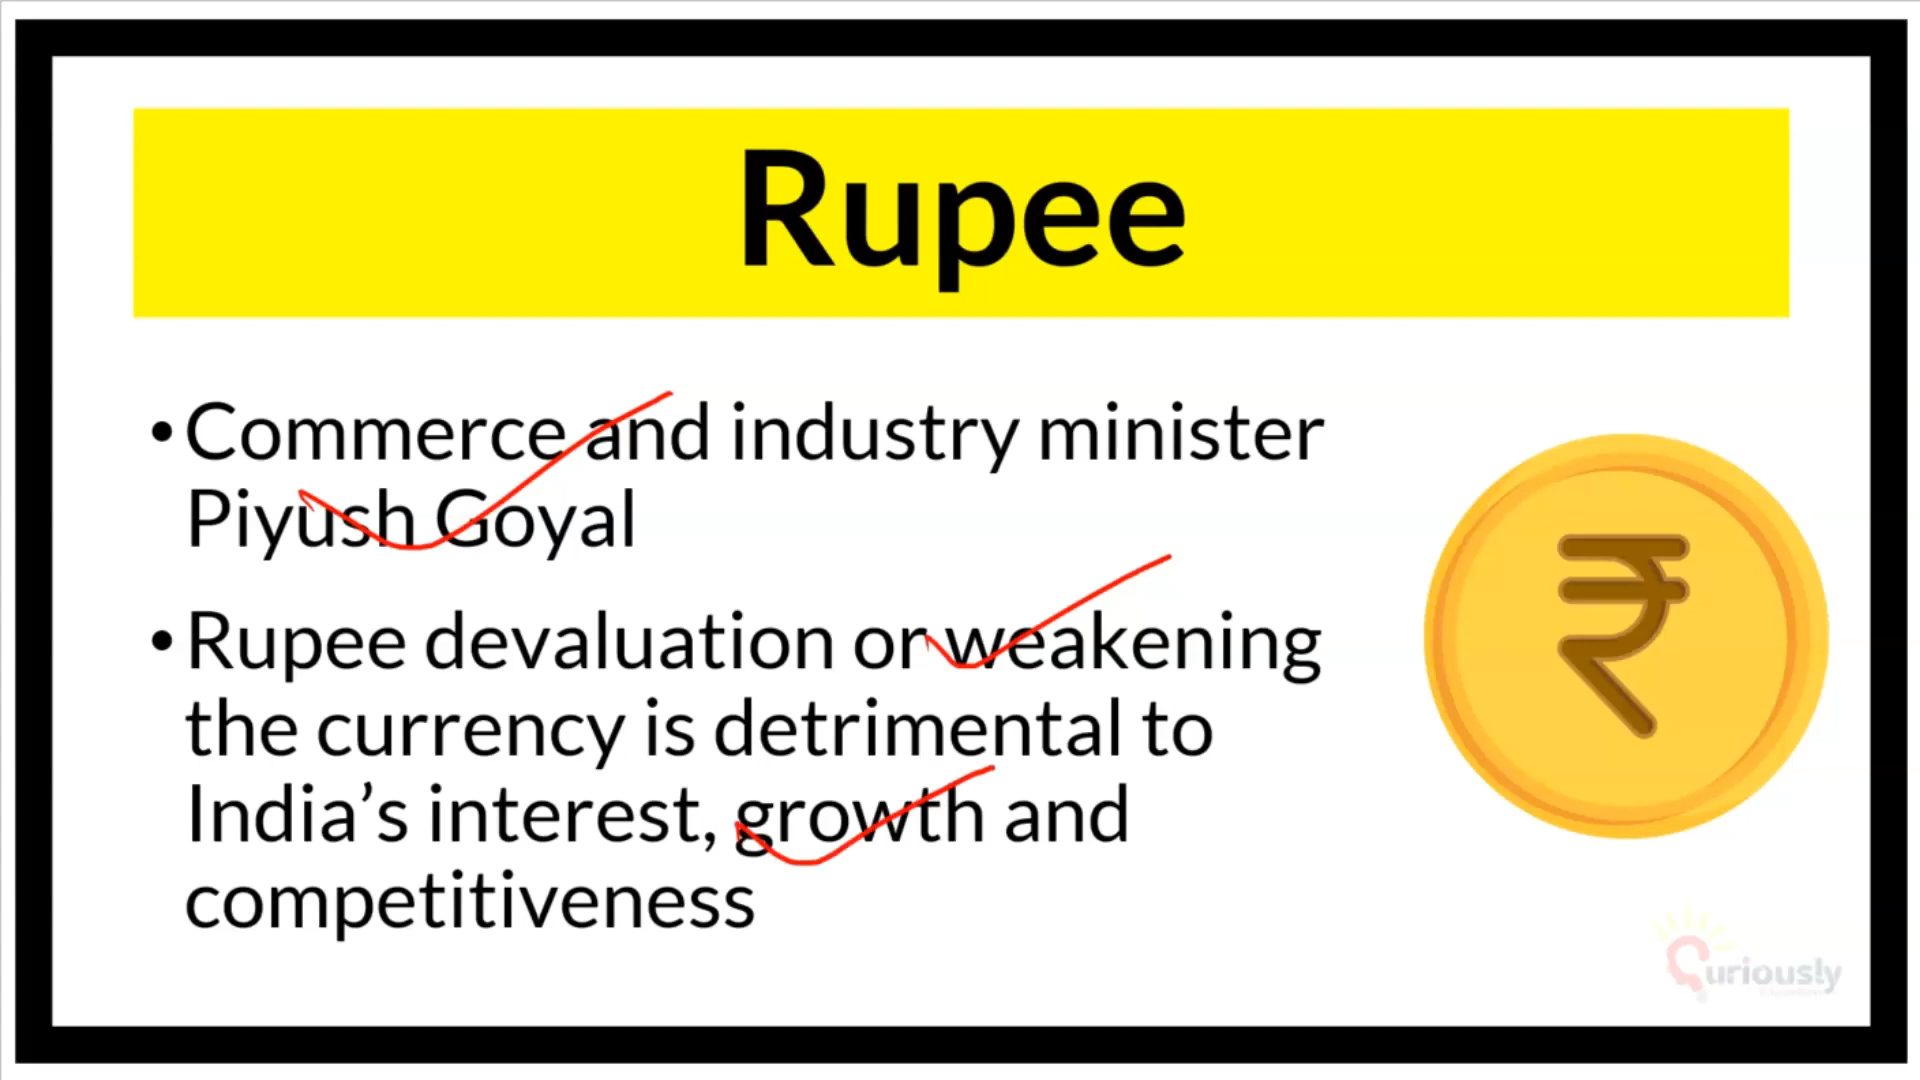 Rupee
• Commerce and industry minister
Piyush Goyal
• Rupee devaluation or weakening
the currency is detrimental to
India’s interest, growth and
competitiveness
₹
Curiously